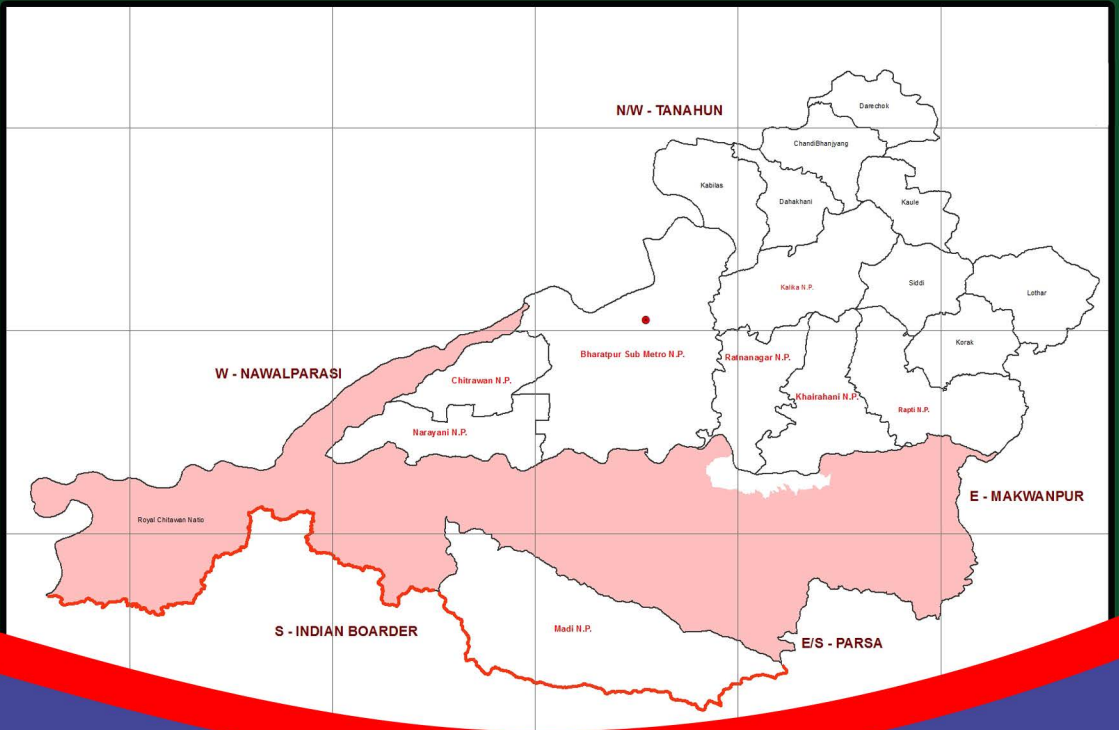 Darechok
N/W - TANAHUN
ChandiBhanjyang
Kabilas
Dahakhani
Kaule
Siddi
Kalika N.P.
Lothar
Korak
Bharatpur Sub Metro N.P.
Ratnanagar N.P.
W - NAWALPARASI
Chitrawan N.P.
Khairahani N.P.
Rapti N.P.
Narayani N.P.
E - MAKWANPUR
Royal Chitawan Natio
Madi N.P.
S - INDIAN BOARDER
E/S - PARSA